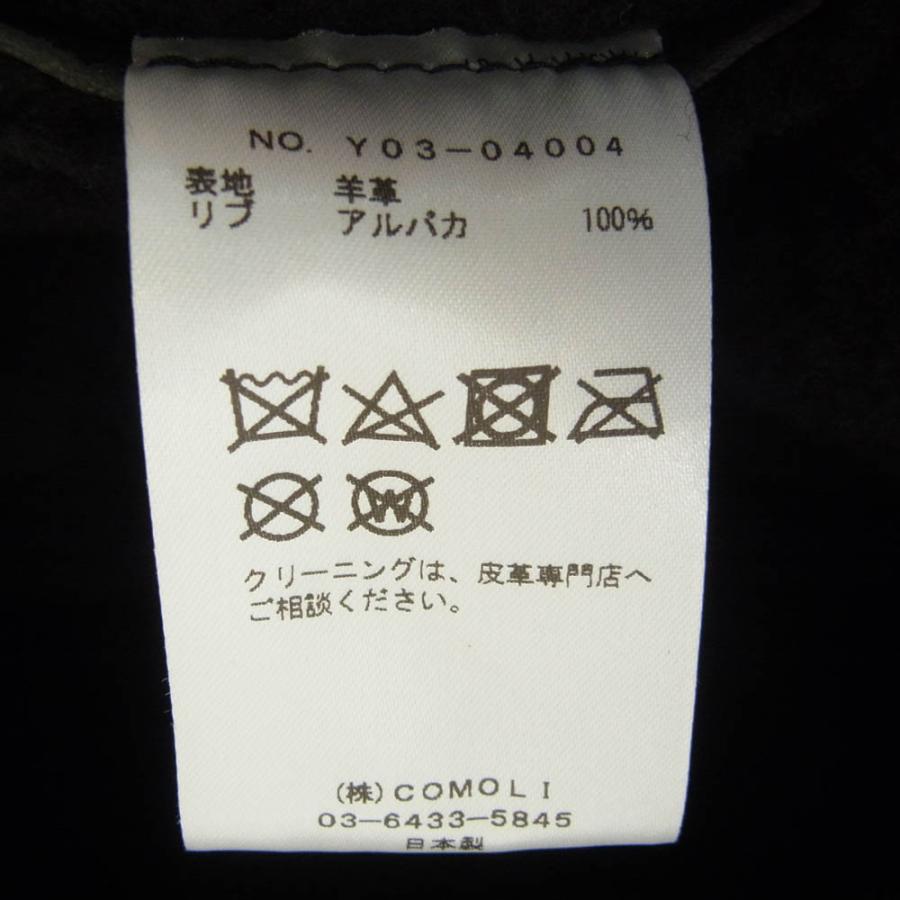 NO. Y03-04004
表地 羊革
リブ アルパカ 100%
W
クリーニングは、皮革専門店へ
ご相談ください。
(株)COMOLI
03-6433-5845
日本製